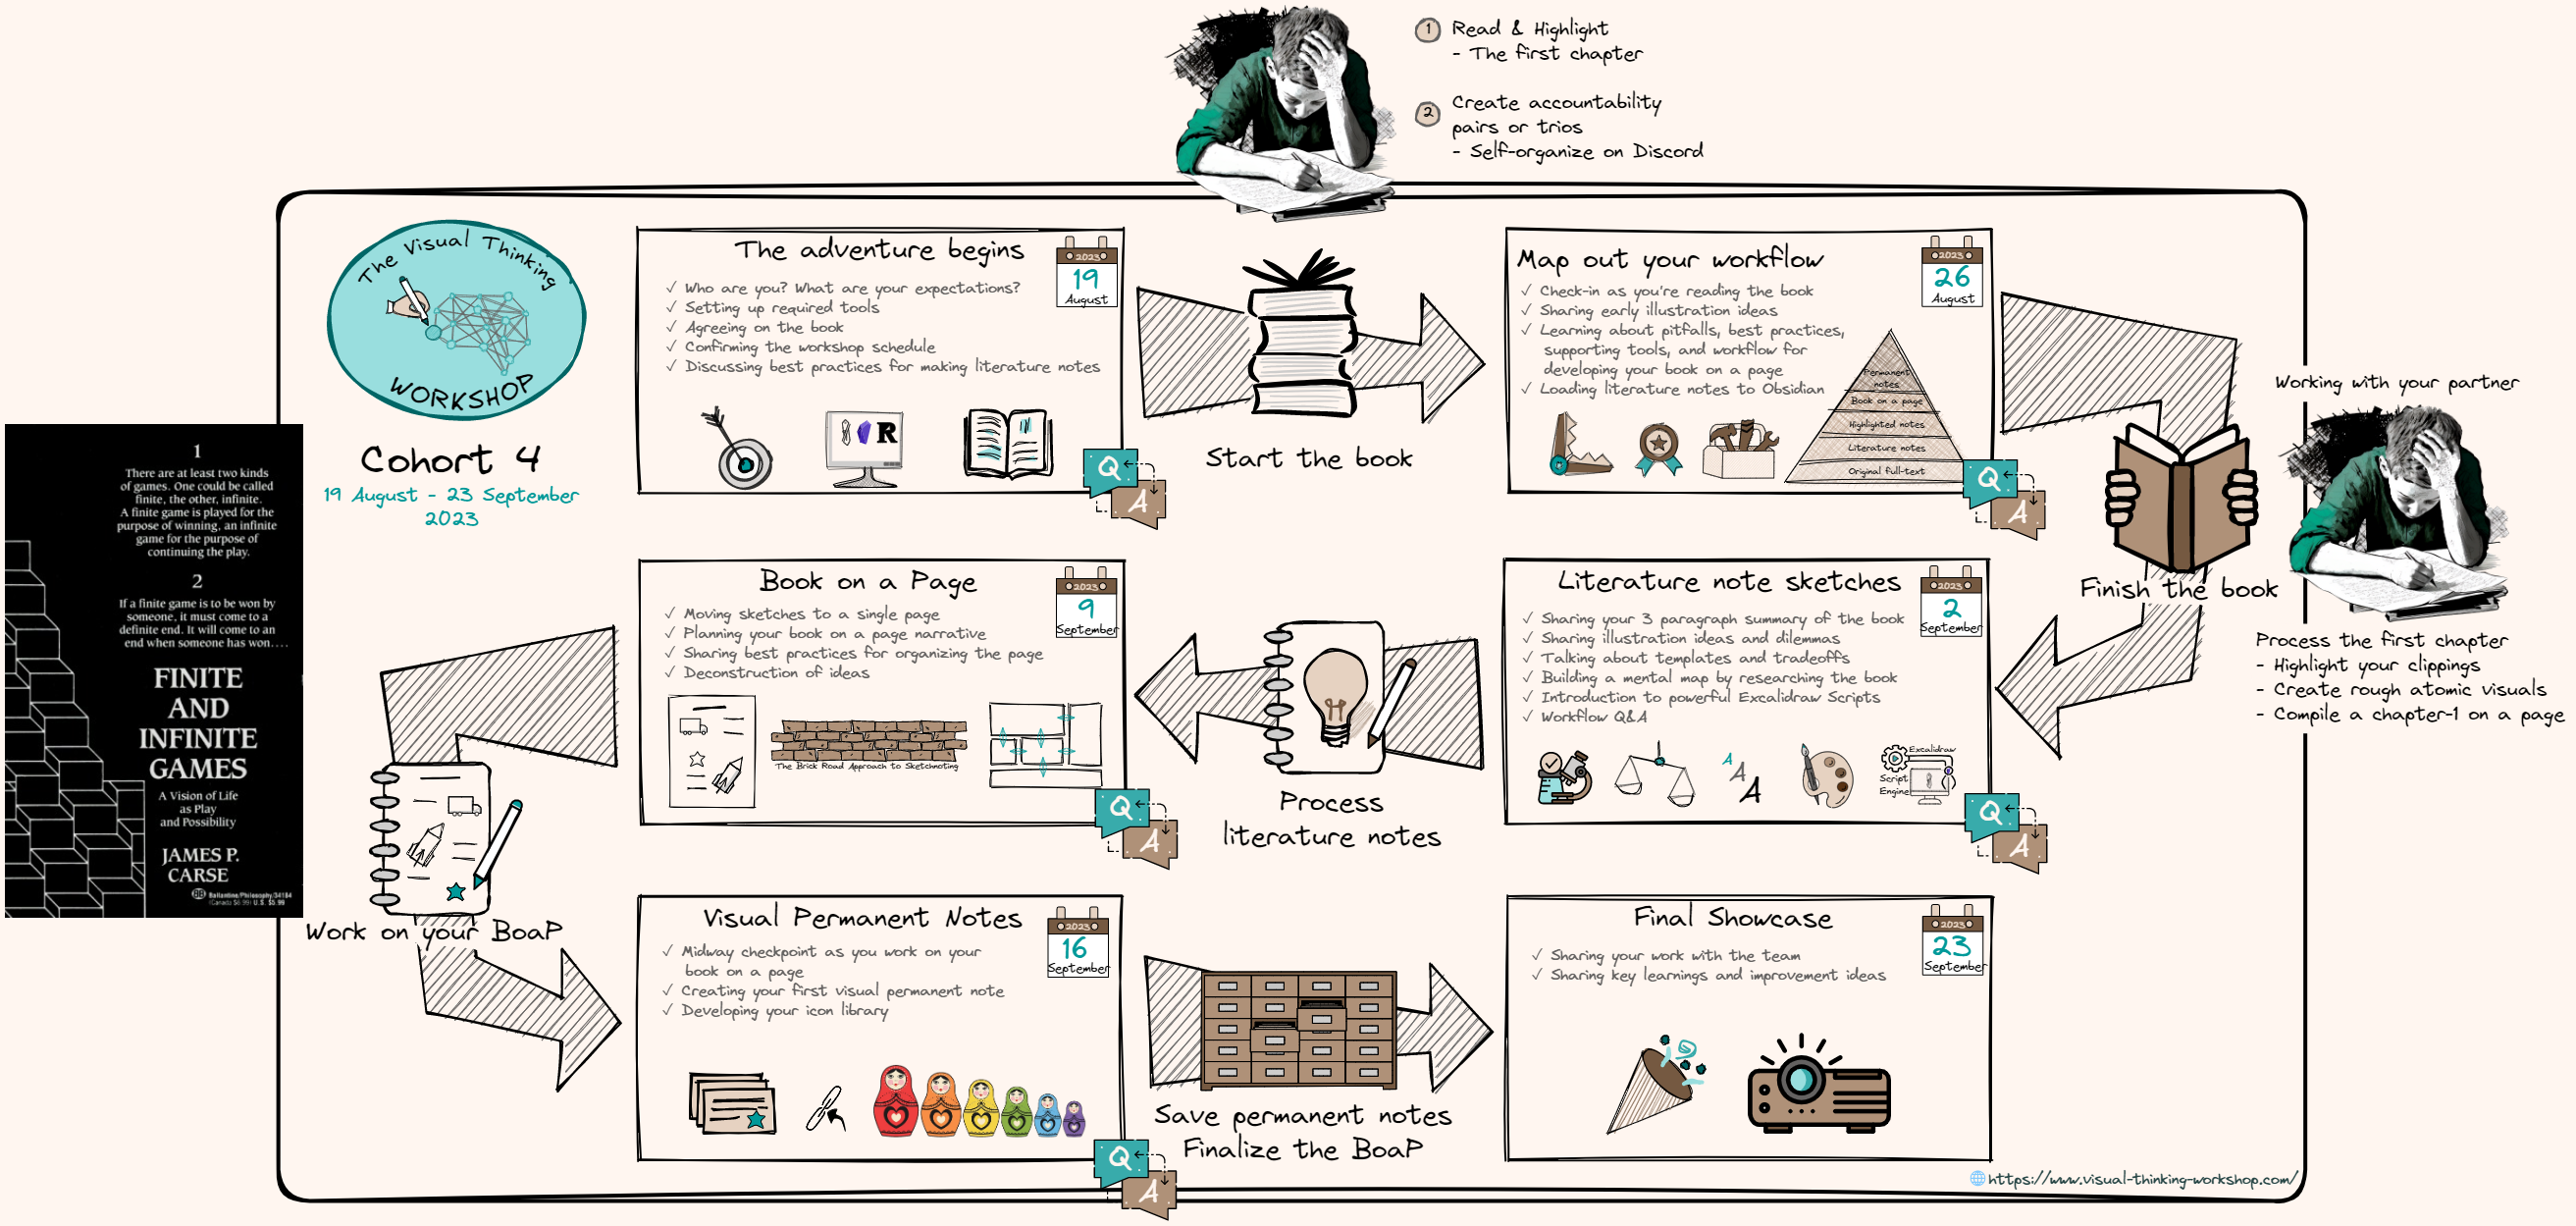 1 Read & Highlight
- The first chapter
2 Create accountability
pairs or trios
- Self-organize on Discord
The Visual Thinking
WORKSHOP
Cohort 4
19 August - 23 September
2023
1
There are at least two kinds
of games. One could be called
finite, the other, infinite.
A finite game is played for the
purpose of winning, an infinite
game for the purpose of
continuing the play.
2
If a finite game is to be won by
someone, it must come to a
definite end. It will come to an
end when someone has won....
FINITE
AND
INFINITE
GAMES
A Vision of Life
as Play
and Possibility
JAMES P.
CARSE
BB Ballantine/Philosophy/34184
(Canada $6.99) U.S. $5.99
The adventure begins
2023
19
August
✓ Who are you? What are your expectations?
✓ Setting up required tools
✓ Agreeing on the book
✓ Confirming the workshop schedule
✓ Discussing best practices for making literature notes
R
Q
A
Start the book
Map out your workflow
2023
26
August
✓ Check-in as you're reading the book
✓ Sharing early illustration ideas
✓ Learning about pitfalls, best practices,
supporting tools, and workflow for
developing your book on a page
✓ Loading literature notes to Obsidian
Permanent
notes
Book on a page
Highlighted notes
Literature notes
Original full-text
Q
A
Working with your partner
Finish the book
Process the first chapter
- Highlight your clippings
- Create rough atomic visuals
- Compile a chapter-1 on a page
Literature note sketches
2023
2
September
✓ Sharing your 3 paragraph summary of the book
✓ Sharing illustration ideas and dilemmas
✓ Talking about templates and tradeoffs
✓ Building a mental map by researching the book
✓ Introduction to powerful Excalidraw Scripts
✓ Workflow Q&A
A
A
A
Excalidraw
Script
Engine
Q
A
Process
literature notes
Book on a Page
2023
9
September
✓ Moving sketches to a single page
✓ Planning your book on a page narrative
✓ Sharing best practices for organizing the page
✓ Deconstruction of ideas
The Brick Road Approach to Sketchnoting
Q
A
Work on your BoaP
Visual Permanent Notes
2023
16
September
✓ Midway checkpoint as you work on your
book on a page
✓ Creating your first visual permanent note
✓ Developing your icon library
Q
A
Save permanent notes
Finalize the BoaP
Final Showcase
2023
23
September
✓ Sharing your work with the team
✓ Sharing key learnings and improvement ideas
https://www.visual-thinking-workshop.com/